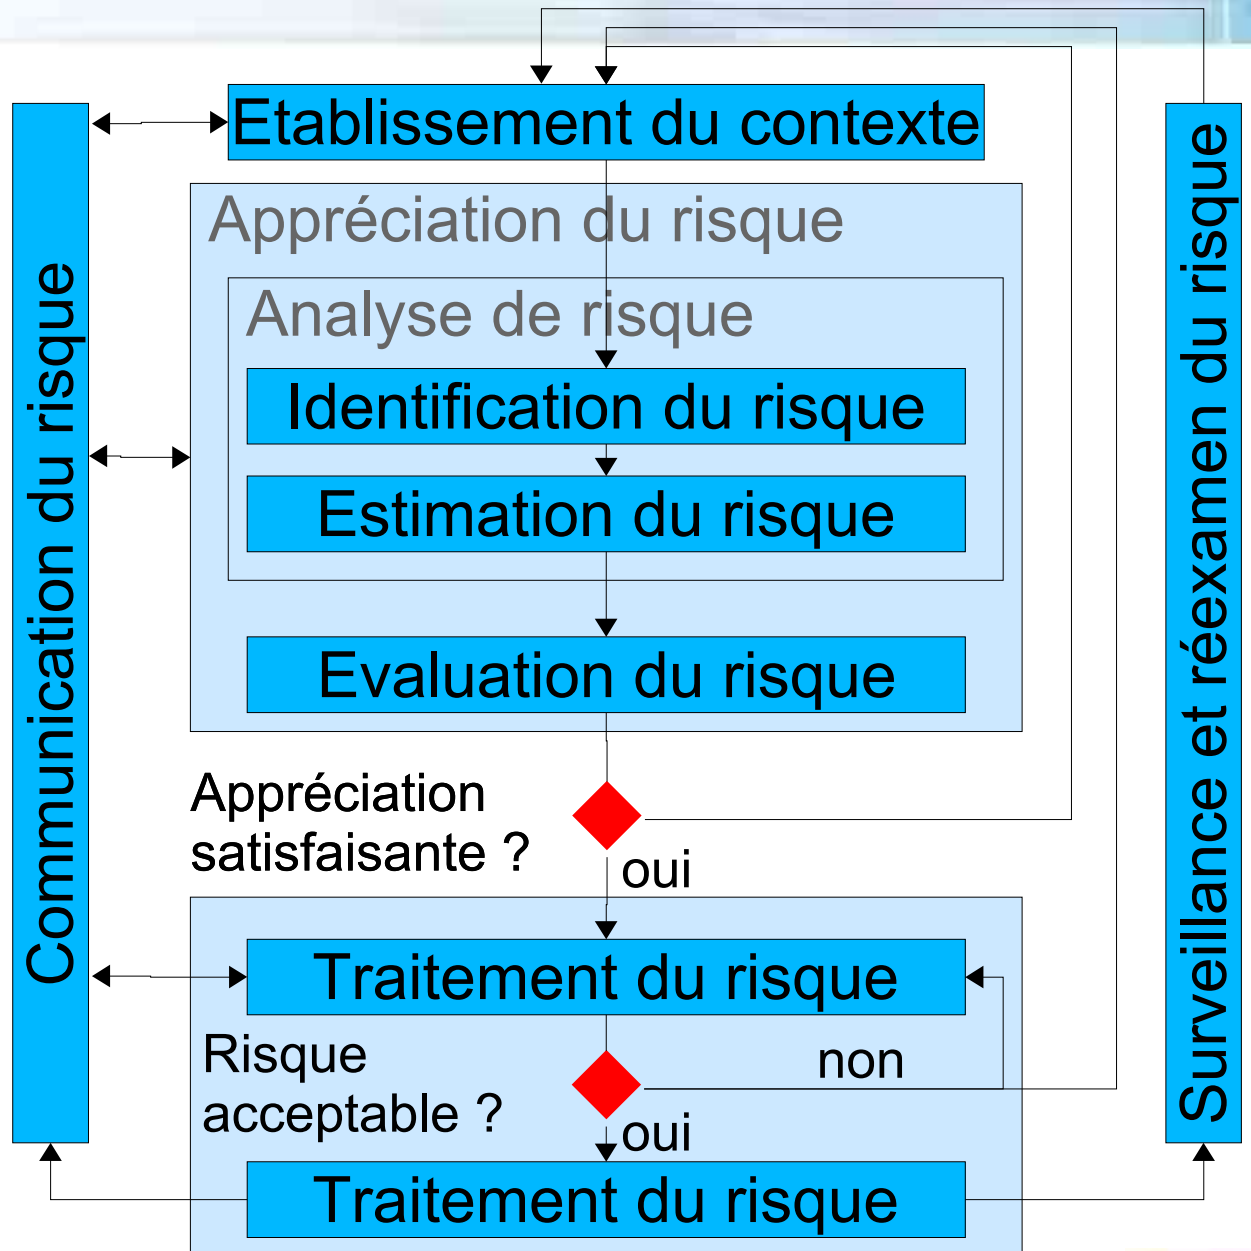 Etablissement du contexte
Appréciation du risque
Analyse de risque
Identification du risque
Estimation du risque
Evaluation du risque
Appréciation
satisfaisante ?
oui
Traitement du risque
Risque
acceptable ?
non
oui
Traitement du risque
Communication du risque
Surveillance et réexamen du risque